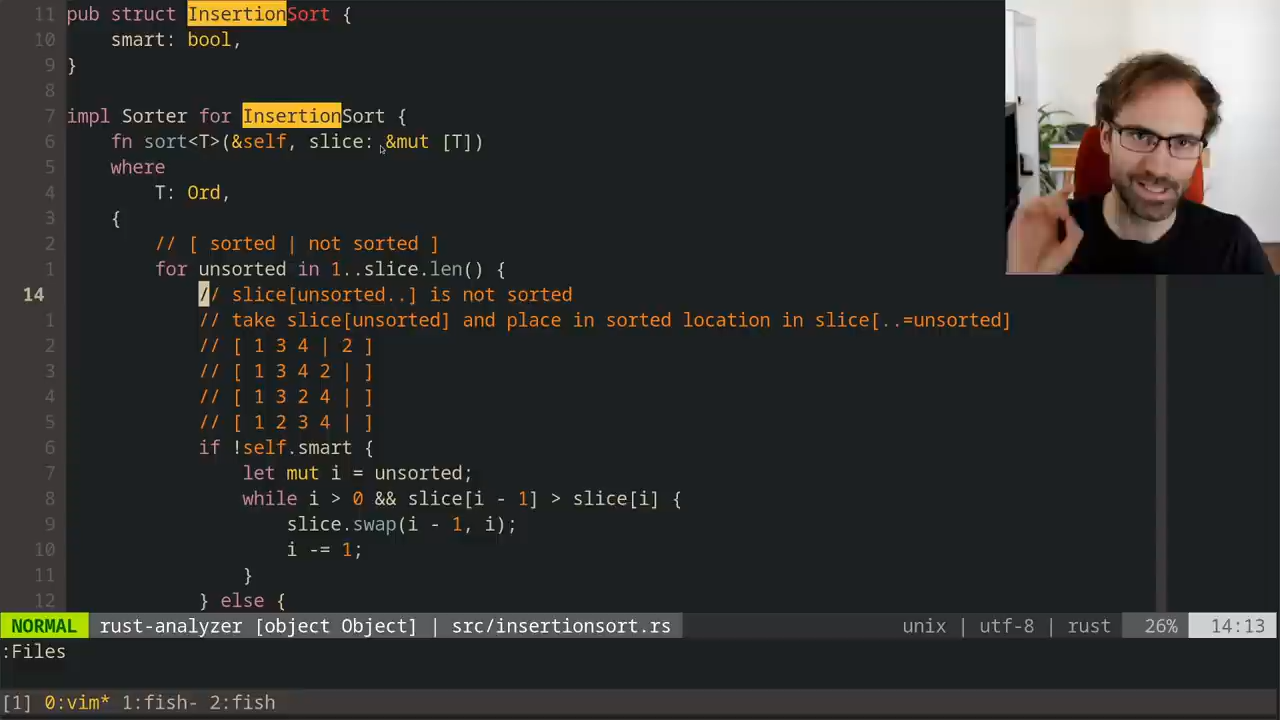 11 pub struct InsertionSort {
10     smart: bool,
9 }
8
7 impl Sorter for InsertionSort {
6     fn sort<T>(&self, slice: &mut [T])
5     where
4         T: Ord,
3     {
2         // [ sorted | not sorted ]
1         for unsorted in 1..slice.len() {
14             // slice[unsorted..] is not sorted
1             // take slice[unsorted] and place in sorted location in slice[..=unsorted]
2             // [ 1 3 4 | 2 ]
3             // [ 1 3 4 2 | ]
4             // [ 1 3 2 4 | ]
5             // [ 1 2 3 4 | ]
6             if !self.smart {
7                 let mut i = unsorted;
8                 while i > 0 && slice[i - 1] > slice[i] {
9                     slice.swap(i - 1, i);
10                     i -= 1;
11                 }
12             } else {
NORMAL rust-analyzer [object Object] | src/insertionsort.rs unix | utf-8 | rust 26% 14:13
:Files
[1] 0:vim* 1:fish- 2:fish